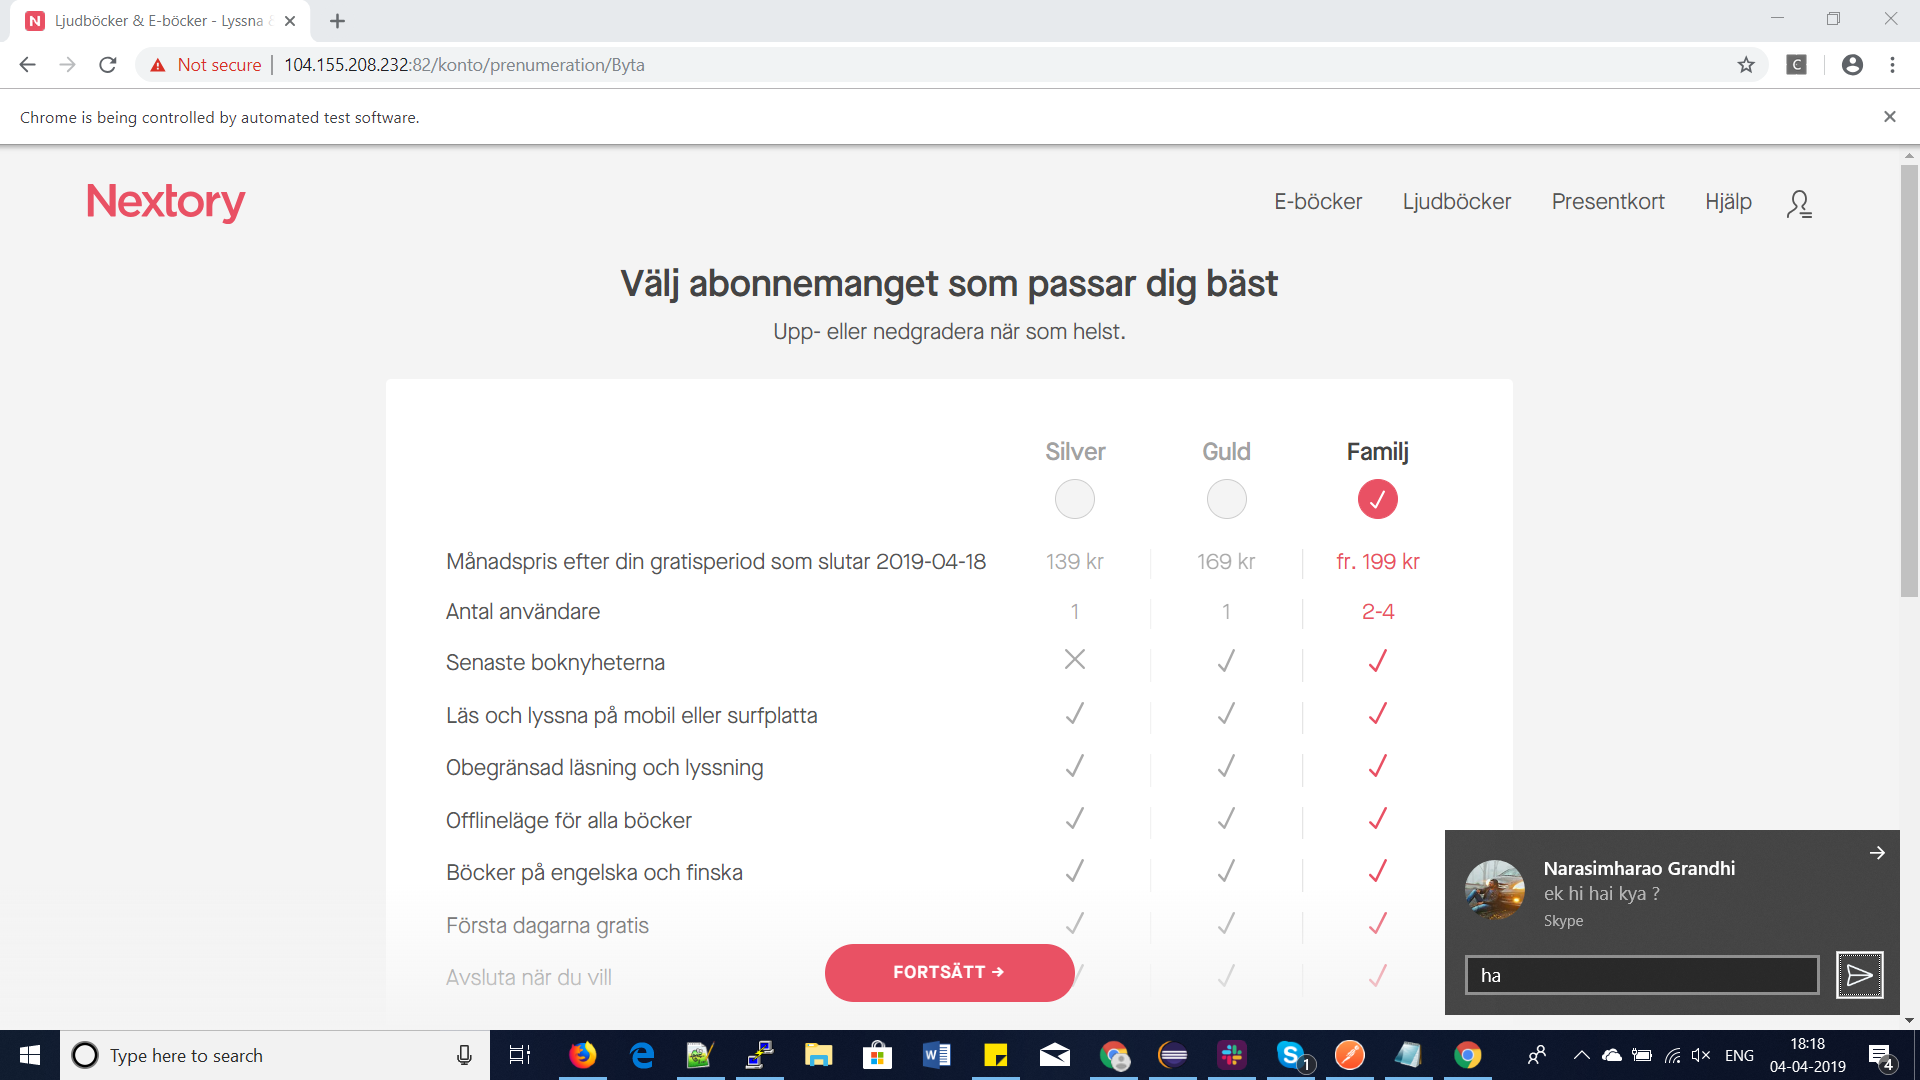 Ljudböcker & E-böcker - Lyssna &
Not secure | 104.155.208.232:82/konto/prenumeration/Byta
C
Chrome is being controlled by automated test software.
Nextory
E-böcker Ljudböcker Presentkort Hjälp
Välj abonnemanget som passar dig bäst
Upp- eller nedgradera när som helst.
Silver Guld Familj
Månadspris efter din gratisperiod som slutar 2019-04-18 139 kr 169 kr fr. 199 kr
Antal användare 1 1 2-4
Senaste boknyheterna
Läs och lyssna på mobil eller surfplatta
Obegränsad läsning och lyssning
Offlineläge för alla böcker
Böcker på engelska och finska
Första dagarna gratis
Avsluta när du vill
FORTSÄTT →
Narasimharao Grandhi
ek hi hai kya ?
Skype
ha
Type here to search
1
ENG
18:18
04-04-2019
4